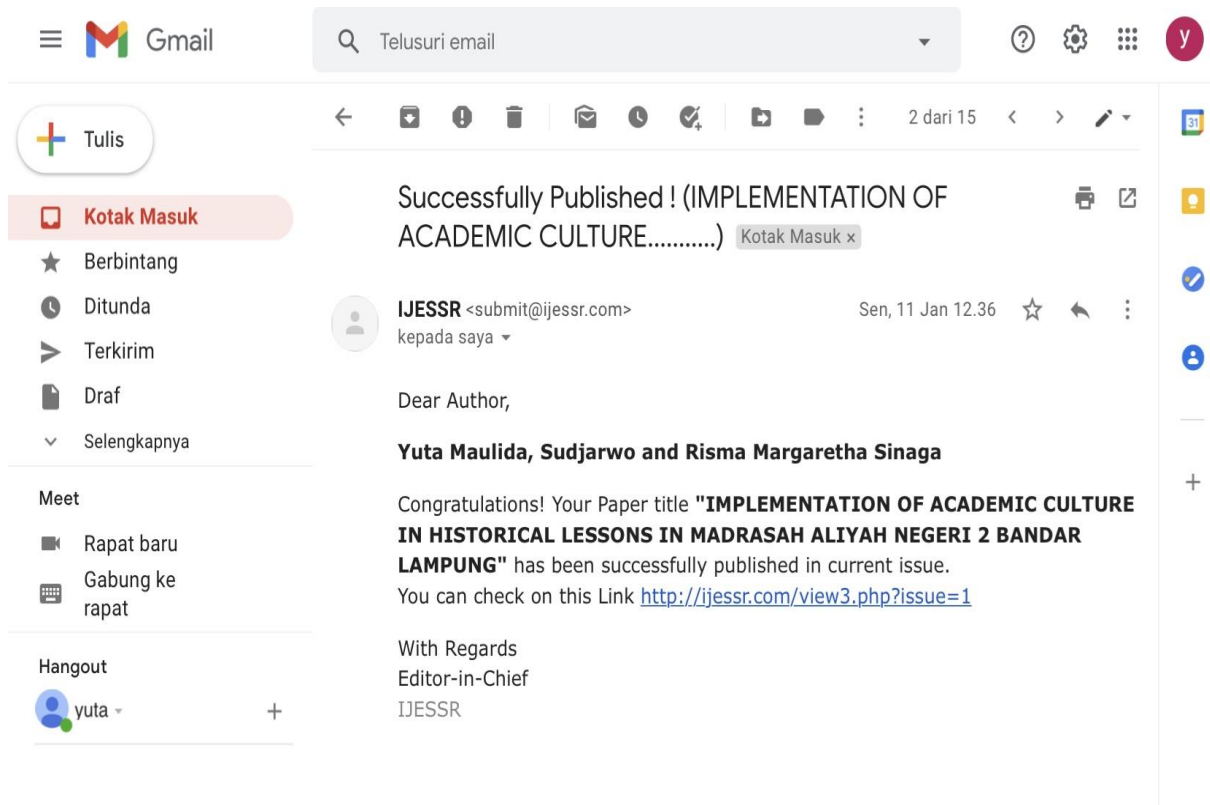 Gmail
Telusuri email
y
Tulis
2 dari 15
31
Kotak Masuk
Berbintang
Ditunda
Terkirim
Draf
Selengkapnya
Meet
Rapat baru
Gabung ke
rapat
Hangout
yuta
Successfully Published ! (IMPLEMENTATION OF
ACADEMIC CULTURE...........) Kotak Masuk ×
IJESSR <submit@ijessr.com> Sen, 11 Jan 12.36
kepada saya
Dear Author,
Yuta Maulida, Sudjarwo and Risma Margaretha Sinaga
Congratulations! Your Paper title "IMPLEMENTATION OF ACADEMIC CULTURE
IN HISTORICAL LESSONS IN MADRASAH ALIYAH NEGERI 2 BANDAR
LAMPUNG" has been successfully published in current issue.
You can check on this Link http://ijessr.com/view3.php?issue=1
With Regards
Editor-in-Chief
IJESSR